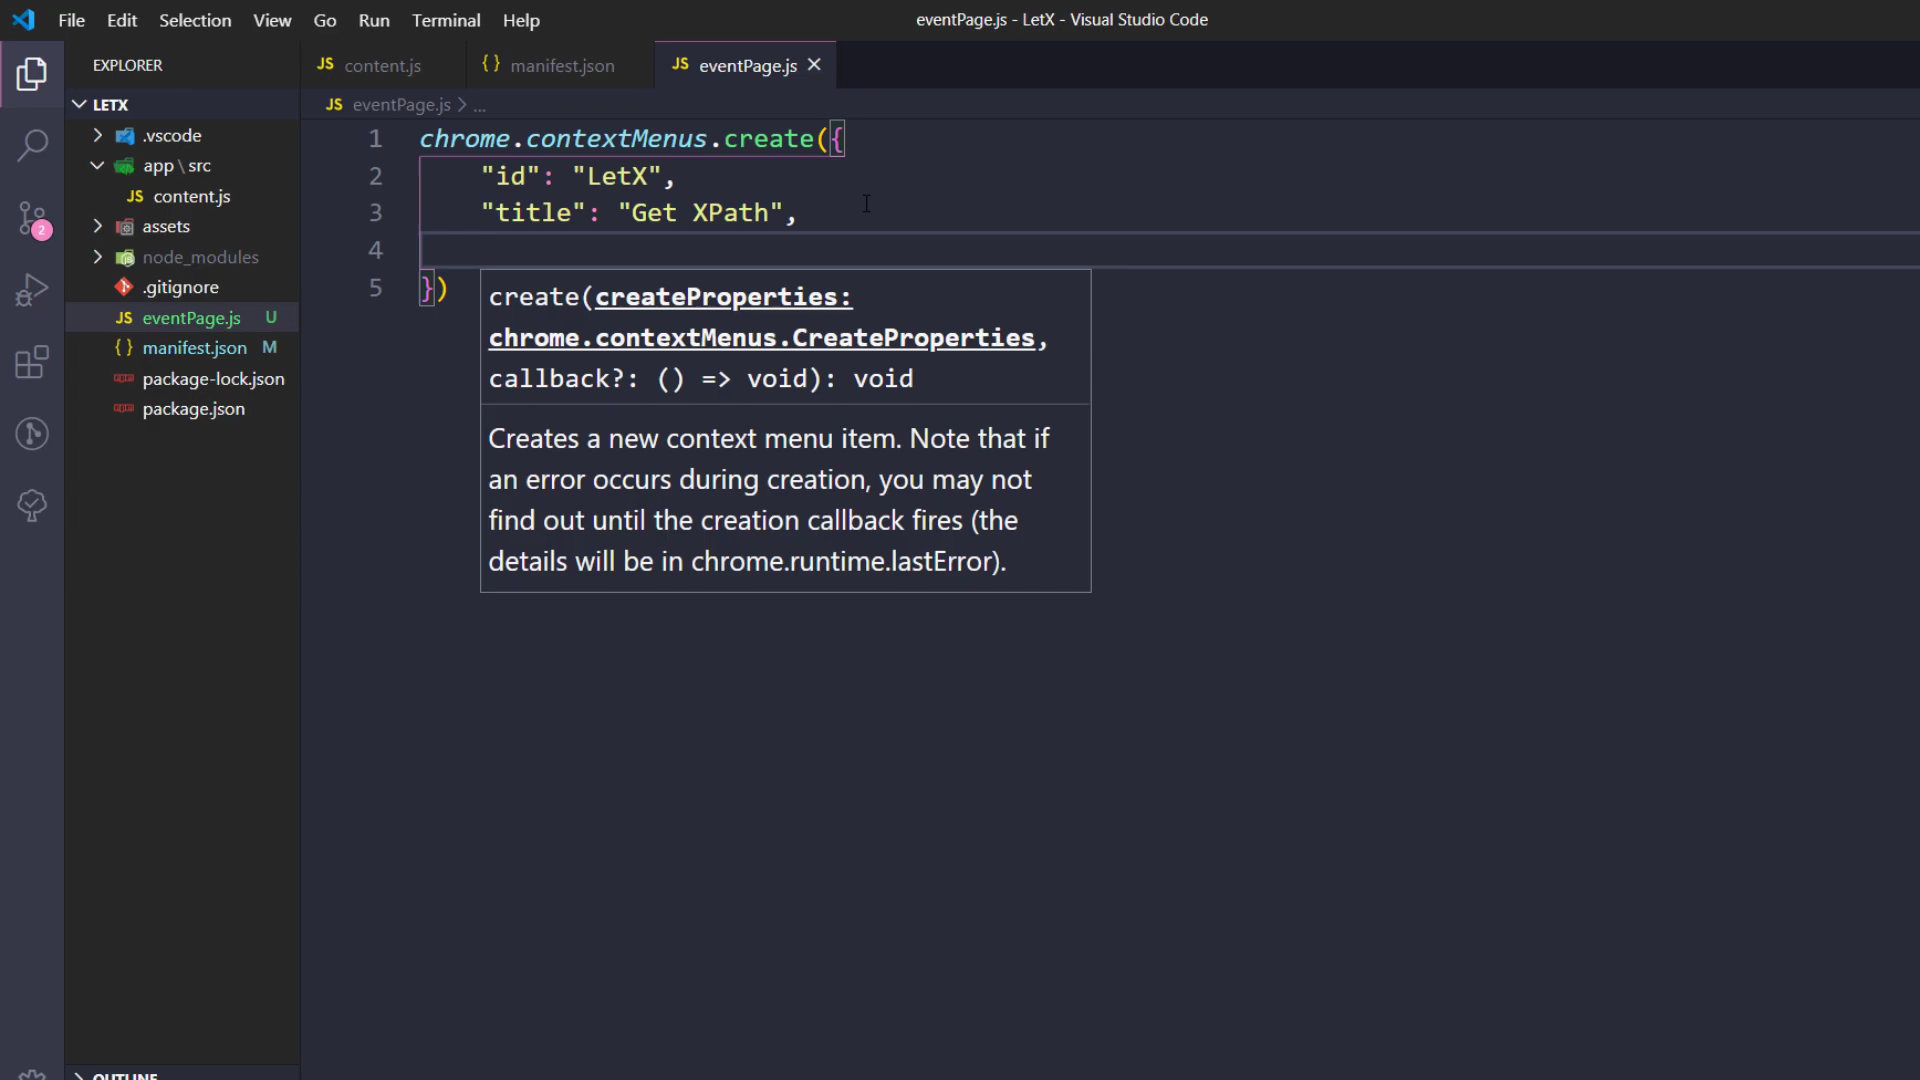 File Edit Selection View Go Run Terminal Help
eventPage.js - LetX - Visual Studio Code
EXPLORER
JS content.js
{} manifest.json
JS eventPage.js
LETX
JS eventPage.js > ...
.vscode
app \ src
JS content.js
assets
node_modules
.gitignore
JS eventPage.js U
{} manifest.json M
package-lock.json
package.json
2
1 chrome.contextMenus.create({
2 "id": "LetX",
3 "title": "Get XPath",
4
5 })
create(createProperties:
chrome.contextMenus.CreateProperties,
callback?: () => void): void
Creates a new context menu item. Note that if
an error occurs during creation, you may not
find out until the creation callback fires (the
details will be in chrome.runtime.lastError).
OUTLINE